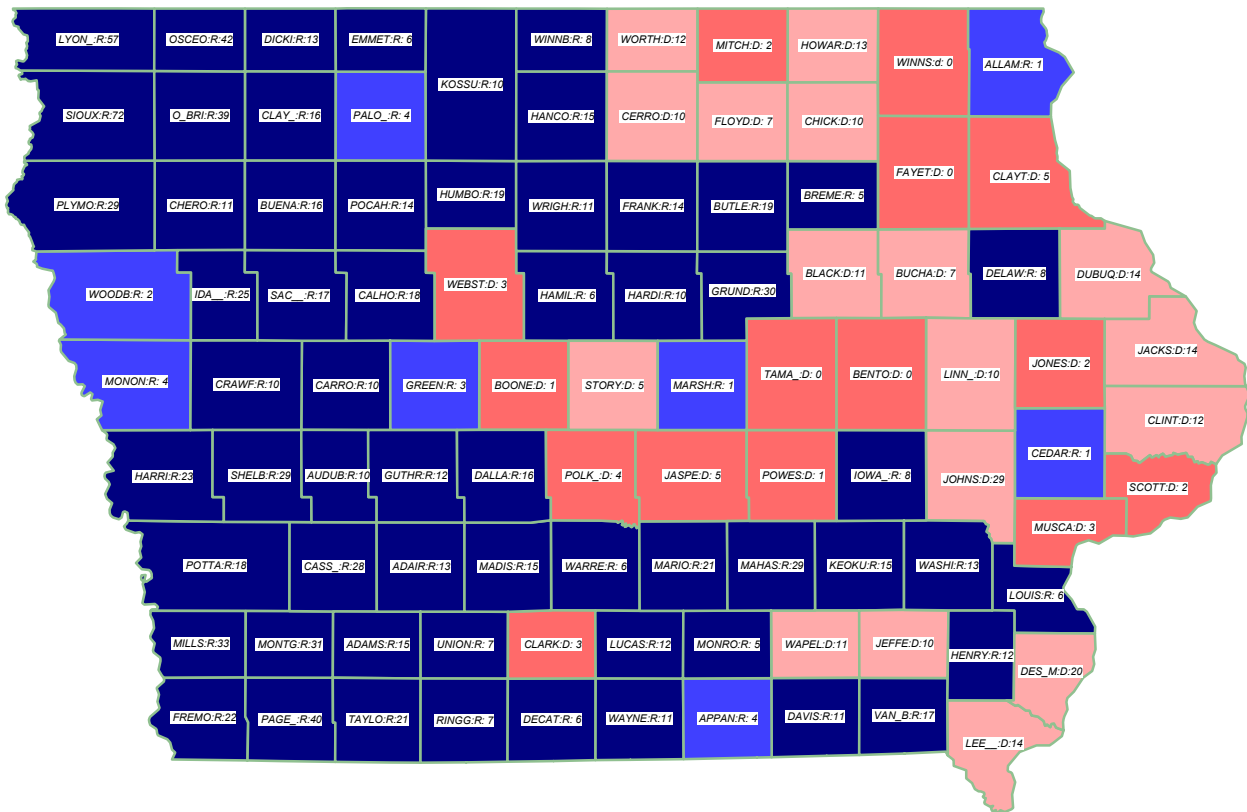 LYON_:R:57
OSCEO:R:42
DICKI:R:13
EMMET:R: 6
WINNB:R: 8
WORTH:D:12
MITCH:D: 2
HOWAR:D:13
WINNS:d: 0
ALLAM:R: 1
KOSSU:R:10
SIOUX:R:72
O_BRI:R:39
CLAY_:R:16
PALO_:R: 4
HANCO:R:15
CERRO:D:10
FLOYD:D: 7
CHICK:D:10
FAYET:D: 0
CLAYT:D: 5
PLYMO:R:29
CHERO:R:11
BUENA:R:16
POCAH:R:14
HUMBO:R:19
WRIGH:R:11
FRANK:R:14
BUTLE:R:19
BREME:R: 5
WOODB:R: 2
IDA__:R:25
SAC__:R:17
CALHO:R:18
WEBST:D: 3
HAMIL:R: 6
HARDI:R:10
GRUND:R:30
BLACK:D:11
BUCHA:D: 7
DELAW:R: 8
DUBUQ:D:14
MONON:R: 4
CRAWF:R:10
CARRO:R:10
GREEN:R: 3
BOONE:D: 1
STORY:D: 5
MARSH:R: 1
TAMA_:D: 0
BENTO:D: 0
LINN_:D:10
JONES:D: 2
JACKS:D:14
CLINT:D:12
HARRI:R:23
SHELB:R:29
AUDUB:R:10
GUTHR:R:12
DALLA:R:16
POLK_:D: 4
JASPE:D: 5
POWES:D: 1
IOWA_:R: 8
JOHNS:D:29
CEDAR:R: 1
SCOTT:D: 2
MUSCA:D: 3
POTTA:R:18
CASS_:R:28
ADAIR:R:13
MADIS:R:15
WARRE:R: 6
MARIO:R:21
MAHAS:R:29
KEOKU:R:15
WASHI:R:13
LOUIS:R: 6
MILLS:R:33
MONTG:R:31
ADAMS:R:15
UNION:R: 7
CLARK:D: 3
LUCAS:R:12
MONRO:R: 5
WAPEL:D:11
JEFFE:D:10
HENRY:R:12
DES_M:D:20
FREMO:R:22
PAGE_:R:40
TAYLO:R:21
RINGG:R: 7
DECAT:R: 6
WAYNE:R:11
APPAN:R: 4
DAVIS:R:11
VAN_B:R:17
LEE__:D:14